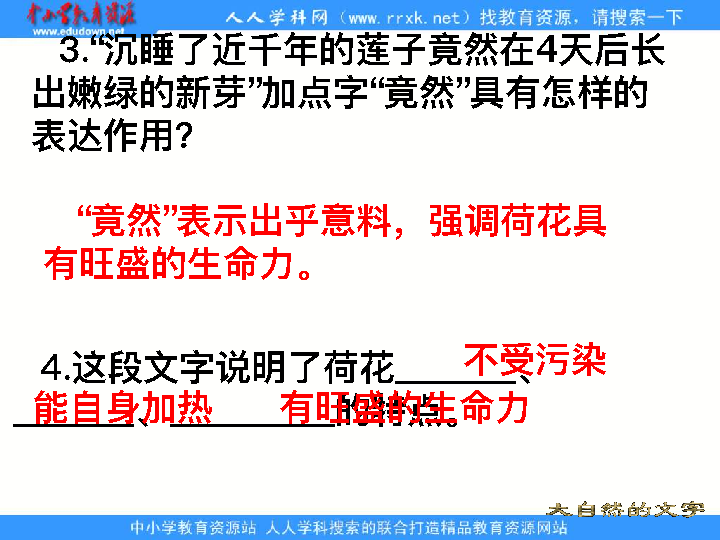 中小学教育资源
www.edudown.net
人人学科网（www.rrxk.net）找教育资源，请搜索一下
3.“沉睡了近千年的莲子竟然在4天后长
出嫩绿的新芽”加点字“竟然”具有怎样的
表达作用?
“竟然”表示出乎意料，强调荷花具
有旺盛的生命力。
4.这段文字说明了荷花______、
不受污染
______、________的特点。
能自身加热 有旺盛的生命力
大自然的文字
中小学教育资源站 人人学科搜索的联合打造精品教育资源网站